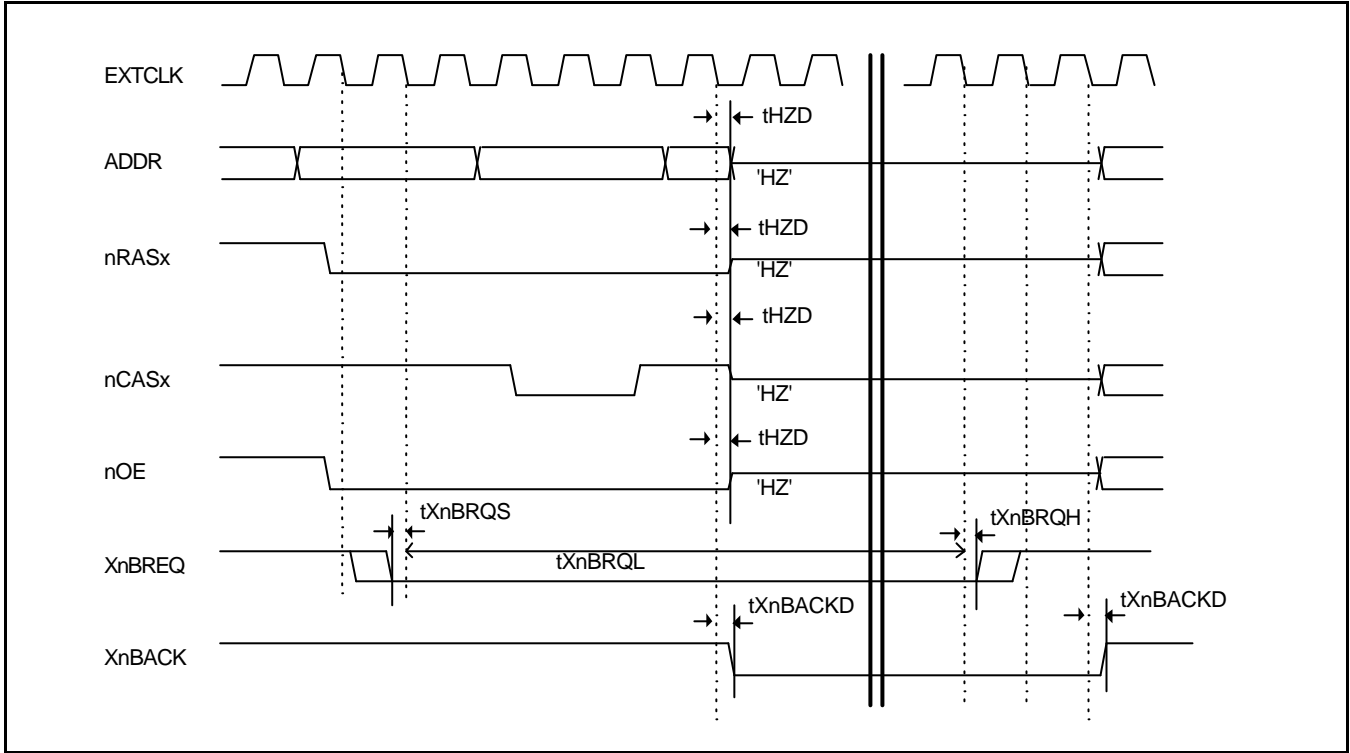 EXTCLK
tHZD
ADDR
'HZ'
tHZD
nRASx
'HZ'
tHZD
nCASx
'HZ'
tHZD
nOE
'HZ'
tXnBRQS
tXnBRQH
XnBREQ
tXnBRQL
tXnBACKD
tXnBACKD
XnBACK